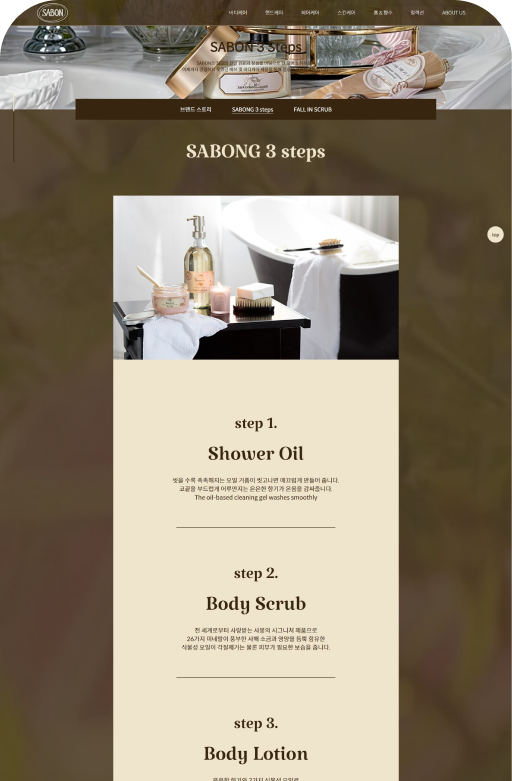 SABON
바디케어 핸드케어 헤어케어 스킨케어 홈&향수 컬렉션 ABOUT US
SABON 3 Steps
브랜드 스토리 SABON 3 steps FALL IN SCRUB
SABONG 3 steps
top
step 1.
Shower Oil
씻을 수록 촉촉해지는 오일 거품이 씻고나면 매끄럽게 만들어 줍니다.
코끝을 부드럽게 어루만지는 은은한 향기가 온몸을 감싸줍니다.
The oil-based cleaning gel washes smoothly
step 2.
Body Scrub
전 세계로부터 사랑받는 사봉의 시그니처 제품으로
26가지 미네랄이 풍부한 사해 소금과 영양을 듬뿍 함유한
식물성 오일이 각질제거는 물론 피부가 필요한 보습을 줍니다.
step 3.
Body Lotion